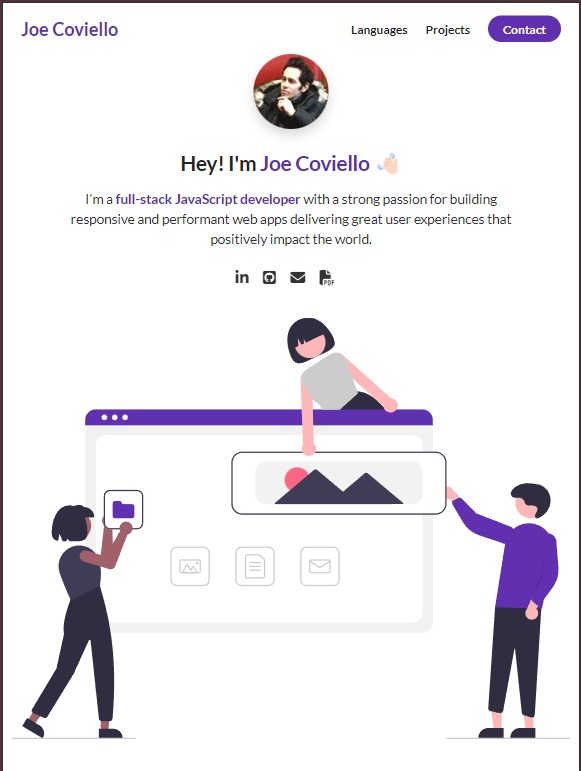 Joe Coviello
Languages
Projects
Contact
Hey! I'm Joe Coviello 👋🏻
I'm a full-stack JavaScript developer with a strong passion for building
responsive and performant web apps delivering great user experiences that
positively impact the world.
in
PDF